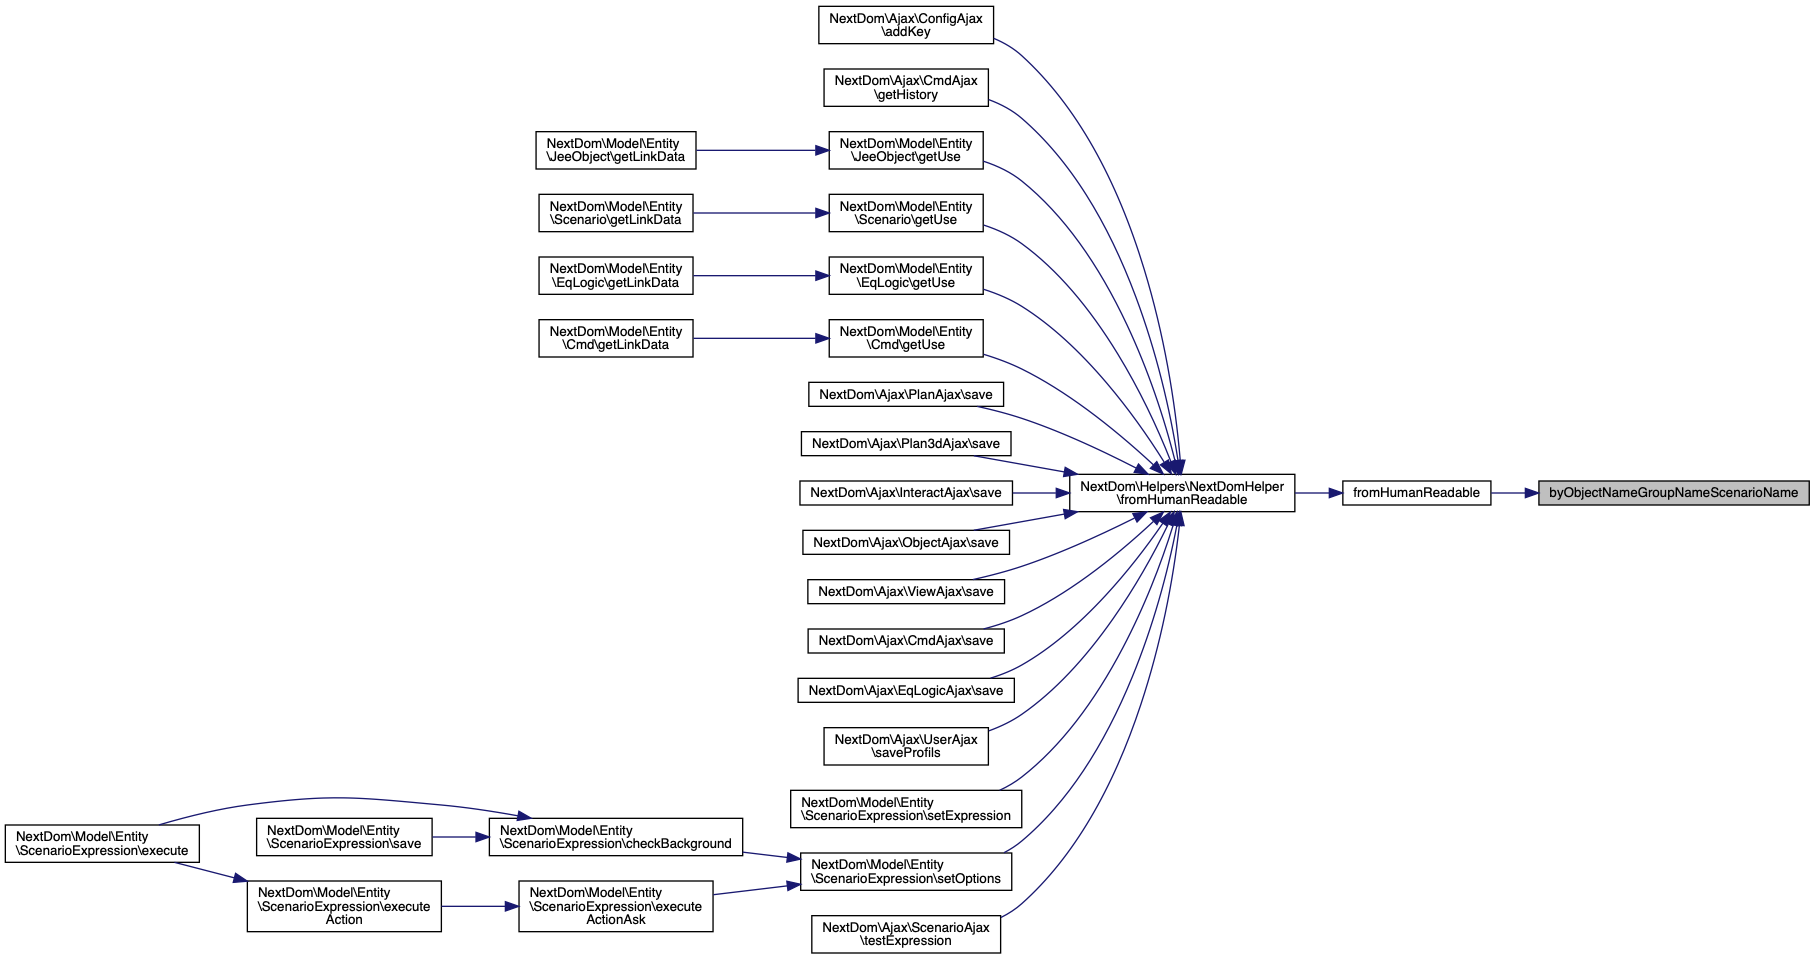 NextDom\Ajax\ConfigAjax
\addKey
NextDom\Ajax\CmdAjax
\getHistory
NextDom\Model\Entity
\JeeObject\getLinkData
NextDom\Model\Entity
\JeeObject\getUse
NextDom\Model\Entity
\Scenario\getLinkData
NextDom\Model\Entity
\Scenario\getUse
NextDom\Model\Entity
\EqLogic\getLinkData
NextDom\Model\Entity
\EqLogic\getUse
NextDom\Model\Entity
\Cmd\getLinkData
NextDom\Model\Entity
\Cmd\getUse
NextDom\Ajax\PlanAjax\save
NextDom\Ajax\Plan3dAjax\save
NextDom\Ajax\InteractAjax\save
NextDom\Helpers\NextDomHelper
\fromHumanReadable
fromHumanReadable
byObjectNameGroupNameScenarioName
NextDom\Ajax\ObjectAjax\save
NextDom\Ajax\ViewAjax\save
NextDom\Ajax\CmdAjax\save
NextDom\Ajax\EqLogicAjax\save
NextDom\Ajax\UserAjax
\saveProfils
NextDom\Model\Entity
\ScenarioExpression\setExpression
NextDom\Model\Entity
\ScenarioExpression\execute
NextDom\Model\Entity
\ScenarioExpression\save
NextDom\Model\Entity
\ScenarioExpression\checkBackground
NextDom\Model\Entity
\ScenarioExpression\setOptions
NextDom\Model\Entity
\ScenarioExpression\execute
Action
NextDom\Model\Entity
\ScenarioExpression\execute
ActionAsk
NextDom\Ajax\ScenarioAjax
\testExpression